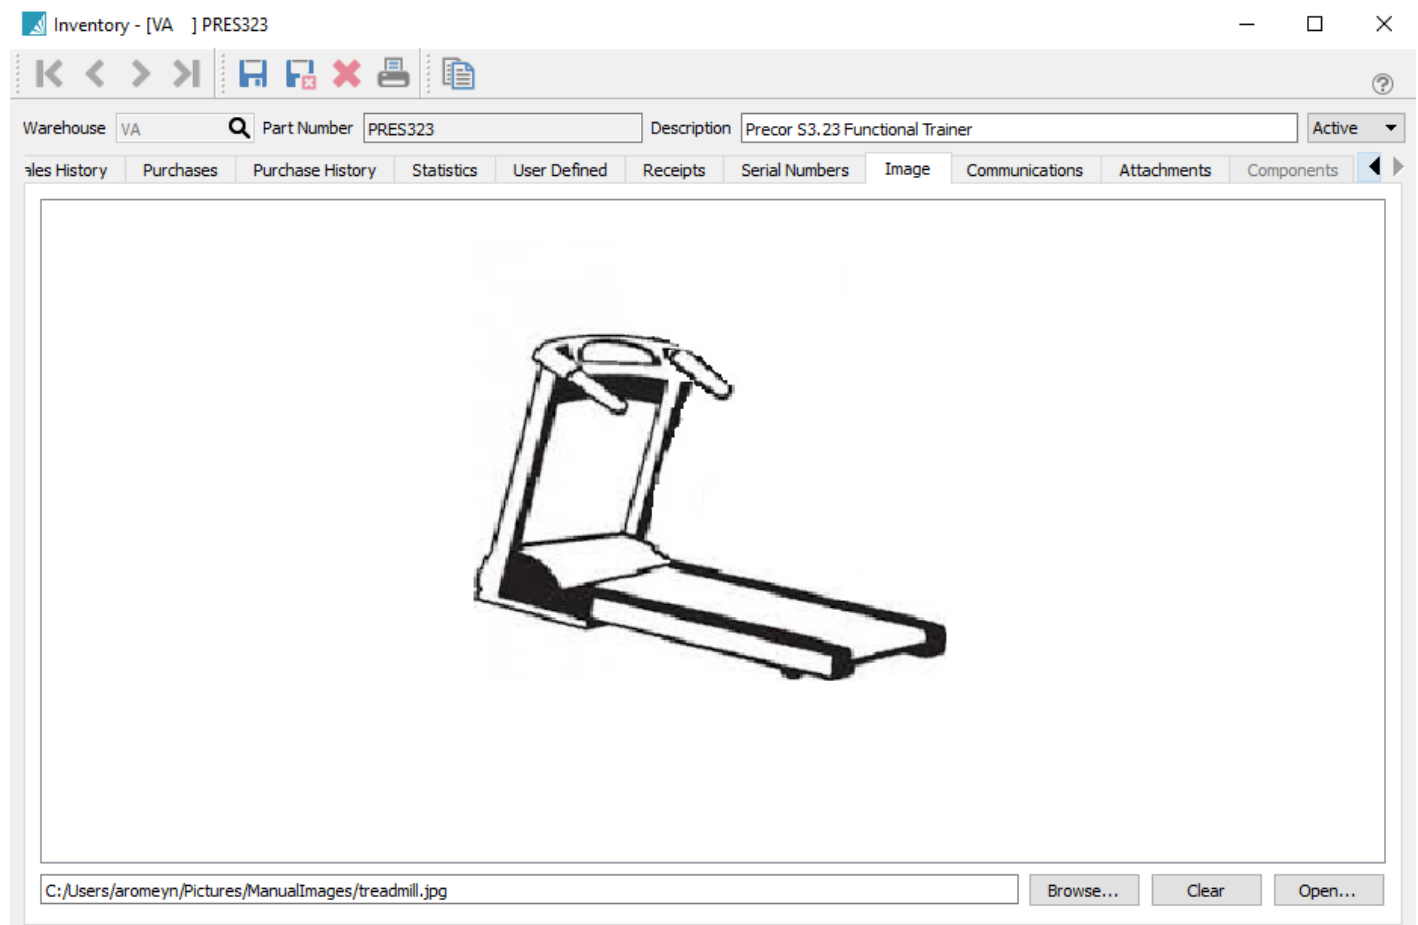 Inventory - [VA ] PRES323
Warehouse VA Part Number PRES323 Description Precor S3.23 Functional Trainer Active
ales History Purchases Purchase History Statistics User Defined Receipts Serial Numbers Image Communications Attachments Components
C:/Users/aromeyn/Pictures/ManualImages/treadmill.jpg Browse... Clear Open...